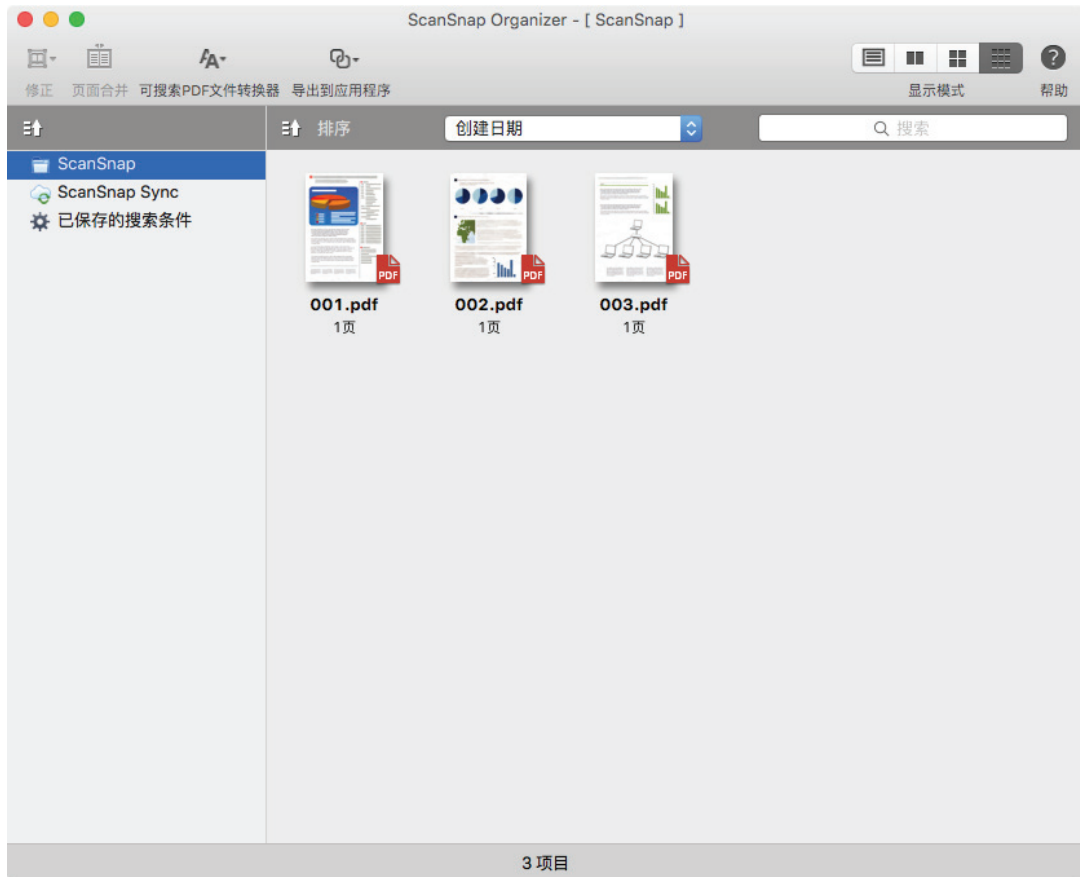 ScanSnap Organizer - [ ScanSnap ]
修正 页面合并 可搜索PDF文件转换器 导出到应用程序 显示模式 帮助
排序 创建日期 搜索
ScanSnap
ScanSnap Sync
已保存的搜索条件
PDF PDF PDF
001.pdf 002.pdf 003.pdf
1页 1页 1页
3 项目